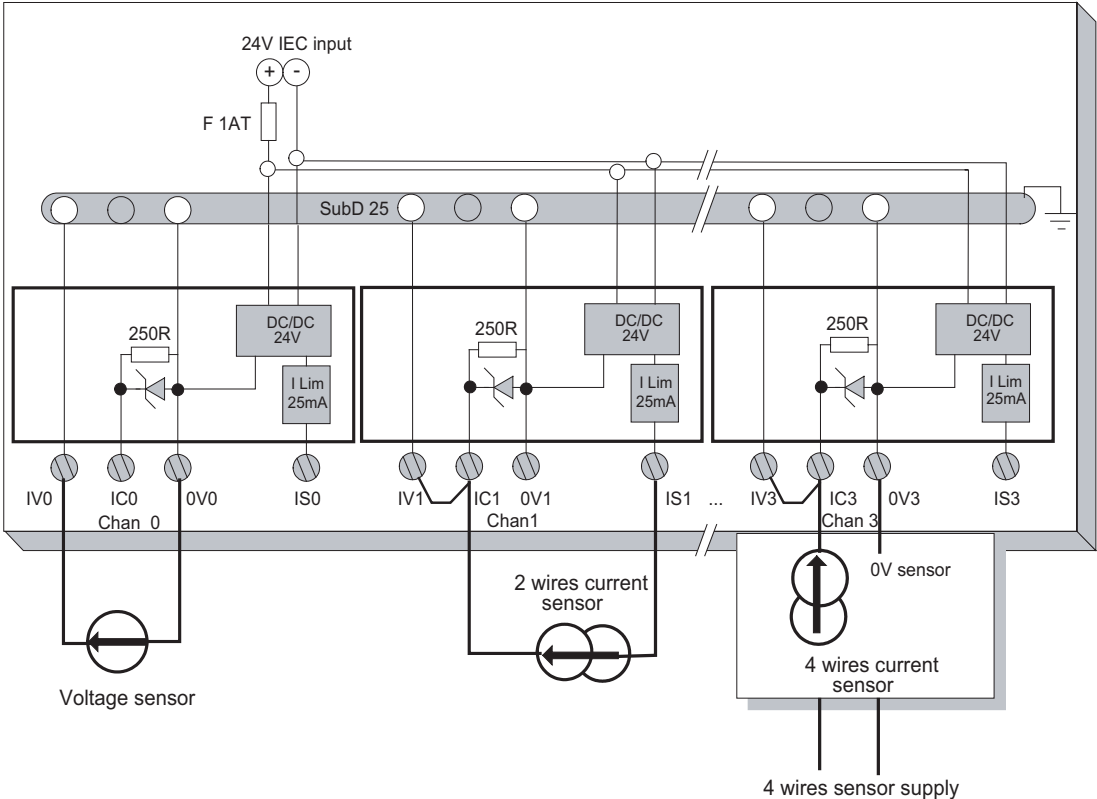 24V IEC input
+ -
F 1AT
SubD 25
250R
DC/DC
24V
I Lim
25mA
250R
DC/DC
24V
I Lim
25mA
250R
DC/DC
24V
I Lim
25mA
IV0 IC0 0V0 IS0 IV1 IC1 0V1 IS1 ... IV3 IC3 0V3 IS3
Chan 0 Chan1 Chan 3
0V sensor
2 wires current
sensor
Voltage sensor
4 wires current
sensor
4 wires sensor supply